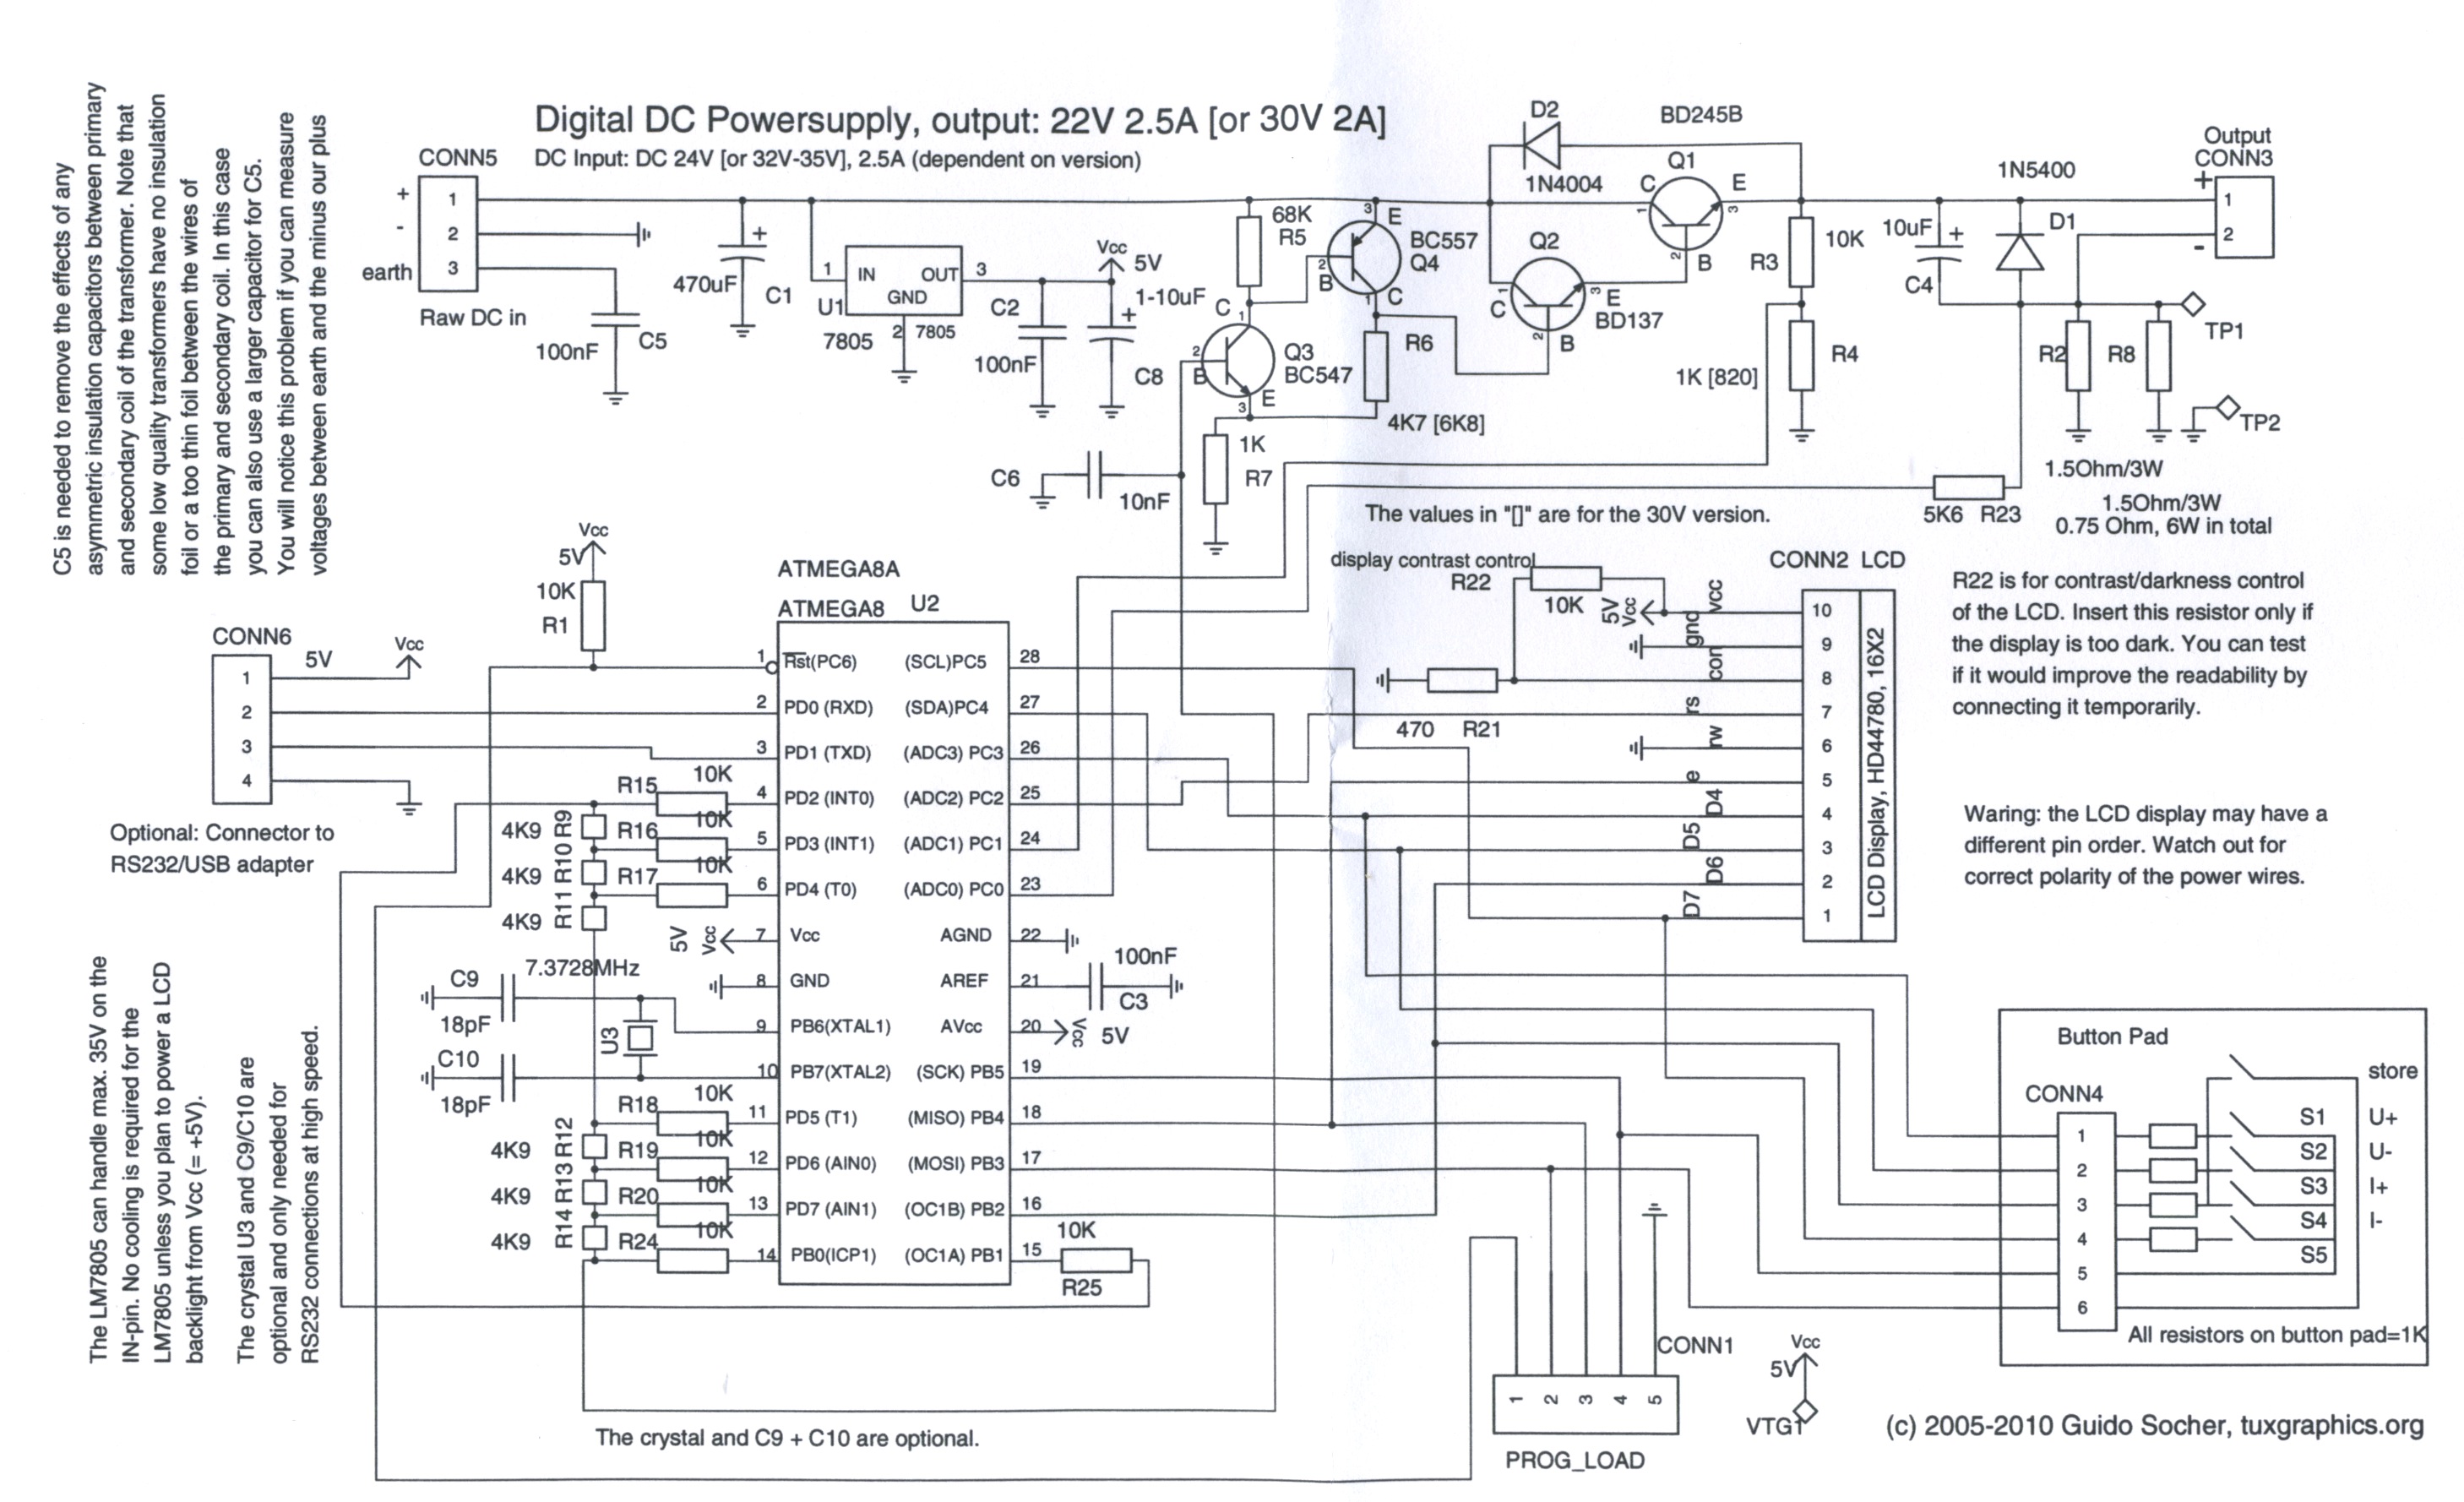 Digital DC Powersupply, output: 22V 2.5A [or 30V 2A]
DC Input: DC 24V [or 32V-35V], 2.5A (dependent on version)
C5 is needed to remove the effects of any
asymmetric insulation capacitors between primary
and secondary coil of the transformer. Note that
some low quality transformers have no insulation
foil or a too thin foil between the wires of
the primary and secondary coil. In this case
you can also use a larger capacitor for C5.
You will notice this problem if you can measure
voltages between earth and the minus our plus
CONN5
+
-
earth
1
2
3
Raw DC in
100nF
C5
470uF
+
C1
1
IN
OUT
3
GND
U1
7805
2
7805
Vcc
5V
C2
100nF
1-10uF
+
C8
68K
R5
C
1
2
B
Q3
BC547
E
3
3
E
BC557
Q4
2
B
1
C
R6
4K7 [6K8]
1K
R7
C6
10nF
D2
1N4004
BD245B
Q1
C
E
1
3
2
B
Q2
C
1
3
E
BD137
2
B
10K
R3
R4
1K [820]
10uF
+
C4
1N5400
D1
Output
CONN3
+
1
2
-
TP1
R2
R8
TP2
1.5Ohm/3W
1.5Ohm/3W
0.75 Ohm, 6W in total
5K6
R23
The values in "[]" are for the 30V version.
Vcc
5V
10K
R1
CONN6
1
2
3
4
5V
Vcc
Optional: Connector to
RS232/USB adapter
ATMEGA8A
ATMEGA8
U2
1
Rst(PC6)
(SCL)PC5
28
2
PD0 (RXD)
(SDA)PC4
27
3
PD1 (TXD)
(ADC3) PC3
26
4
PD2 (INT0)
(ADC2) PC2
25
5
PD3 (INT1)
(ADC1) PC1
24
6
PD4 (T0)
(ADC0) PC0
23
7
Vcc
AGND
22
8
GND
AREF
21
9
PB6(XTAL1)
AVcc
20
10
PB7(XTAL2)
(SCK) PB5
19
11
PD5 (T1)
(MISO) PB4
18
12
PD6 (AIN0)
(MOSI) PB3
17
13
PD7 (AIN1)
(OC1B) PB2
16
14
PB0(ICP1)
(OC1A) PB1
15
R15
10K
4K9
R9
R16
10K
4K9
R10
R17
10K
4K9
R11
5V
Vcc
7.3728MHz
C9
18pF
U3
C10
18pF
R18
10K
4K9
R12
R19
10K
4K9
R13
R20
10K
4K9
R14
R24
10K
100nF
C3
Vcc
5V
10K
R25
display contrast control
R22
10K
5V
Vcc
470
R21
CONN2 LCD
vcc
10
gnd
9
con
8
rs
7
rw
6
e
5
D4
4
D5
3
D6
2
D7
1
LCD Display, HD44780, 16X2
R22 is for contrast/darkness control
of the LCD. Insert this resistor only if
the display is too dark. You can test
if it would improve the readability by
connecting it temporarily.
Waring: the LCD display may have a
different pin order. Watch out for
correct polarity of the power wires.
The LM7805 can handle max. 35V on the
IN-pin. No cooling is required for the
LM7805 unless you plan to power a LCD
backlight from Vcc (= +5V).
The crystal U3 and C9/C10 are
optional and only needed for
RS232 connections at high speed.
The crystal and C9 + C10 are optional.
Button Pad
CONN4
1
2
3
4
5
6
store
S1
U+
S2
U-
S3
I+
S4
I-
S5
All resistors on button pad=1K
CONN1
1
2
3
4
5
PROG_LOAD
Vcc
5V
VTG1
(c) 2005-2010 Guido Socher, tuxgraphics.org